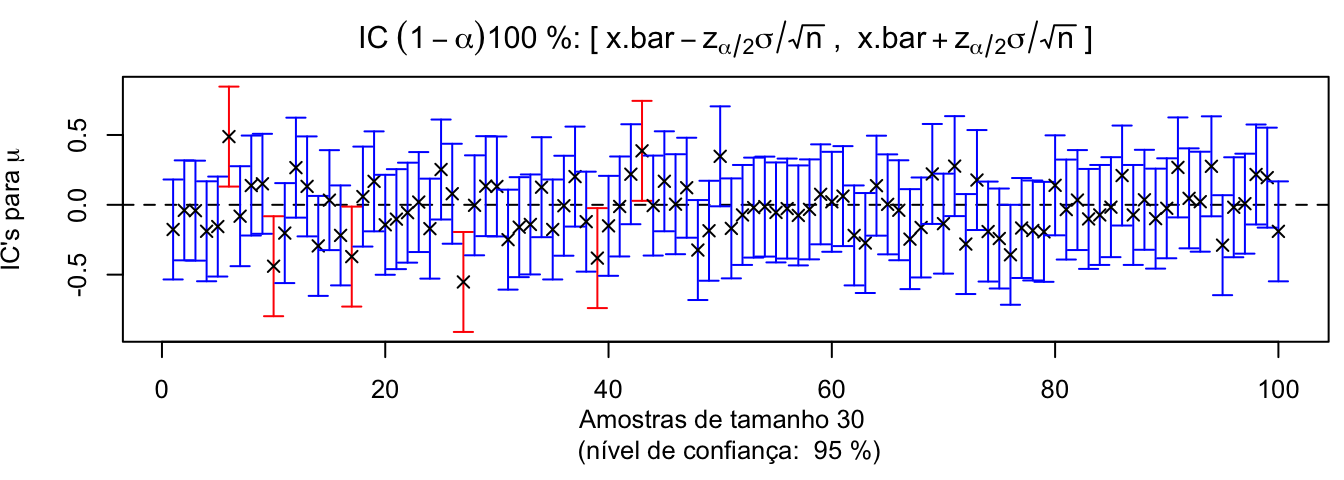 IC (1 − α)100 %: [ x.bar − zα/2σ/√n , x.bar + zα/2σ/√n ]
IC's para μ
0.5
0.0
-0.5
0 20 40 60 80 100
Amostras de tamanho 30
(nível de confiança: 95 %)